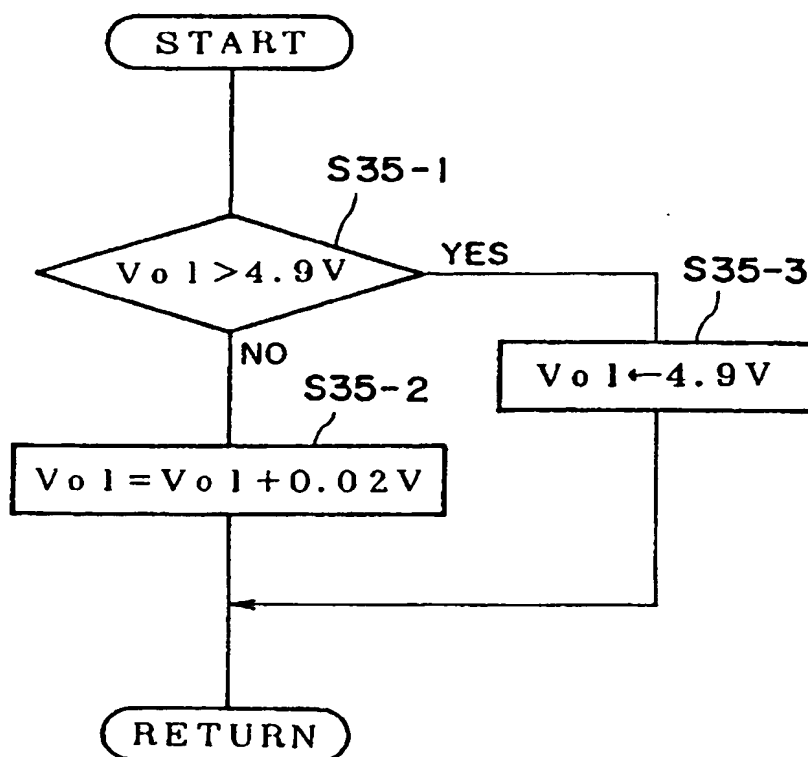 START
S35-1
Vol>4.9V
YES
S35-3
NO
Vol←4.9V
S35-2
Vol=Vol+0.02V
RETURN